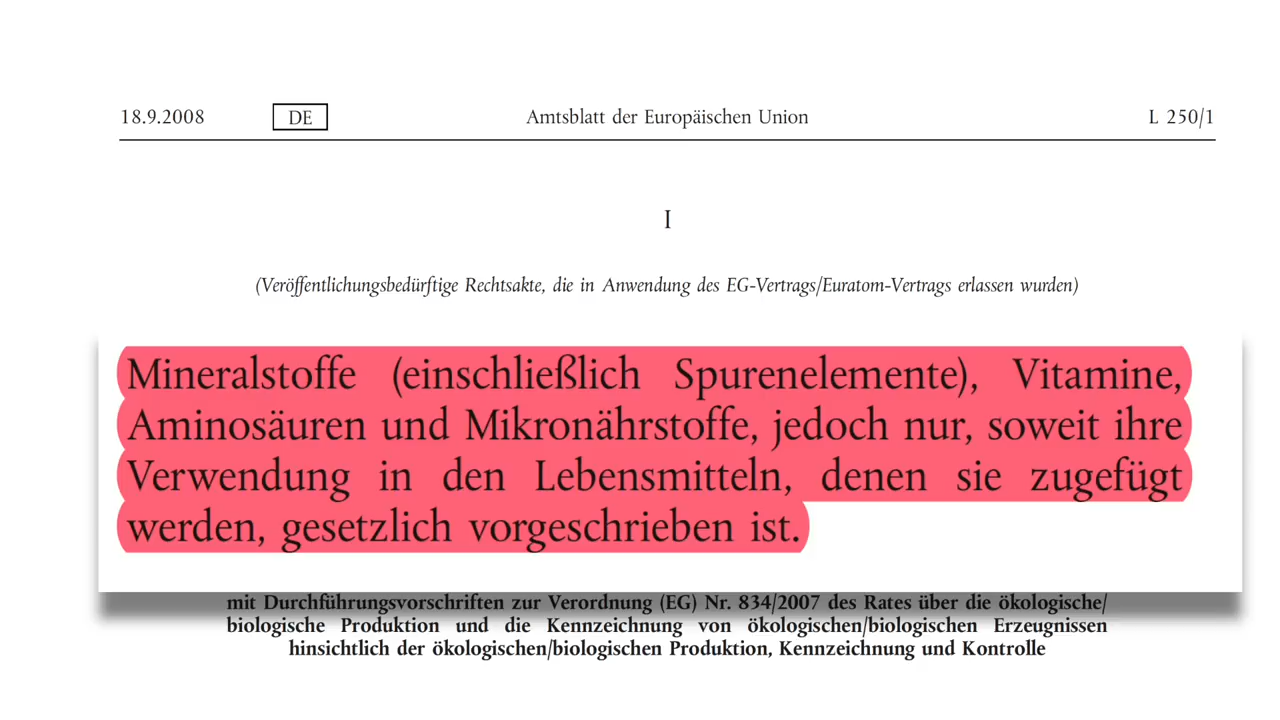 18.9.2008 DE Amtsblatt der Europäischen Union L 250/1
I
(Veröffentlichungsbedürftige Rechtsakte, die in Anwendung des EG-Vertrags/Euratom-Vertrags erlassen wurden)
Mineralstoffe (einschließlich Spurenelemente), Vitamine,
Aminosäuren und Mikronährstoffe, jedoch nur, soweit ihre
Verwendung in den Lebensmitteln, denen sie zugefügt
werden, gesetzlich vorgeschrieben ist.
mit Durchführungsvorschriften zur Verordnung (EG) Nr. 834/2007 des Rates über die ökologische/
biologische Produktion und die Kennzeichnung von ökologischen/biologischen Erzeugnissen
hinsichtlich der ökologischen/biologischen Produktion, Kennzeichnung und Kontrolle